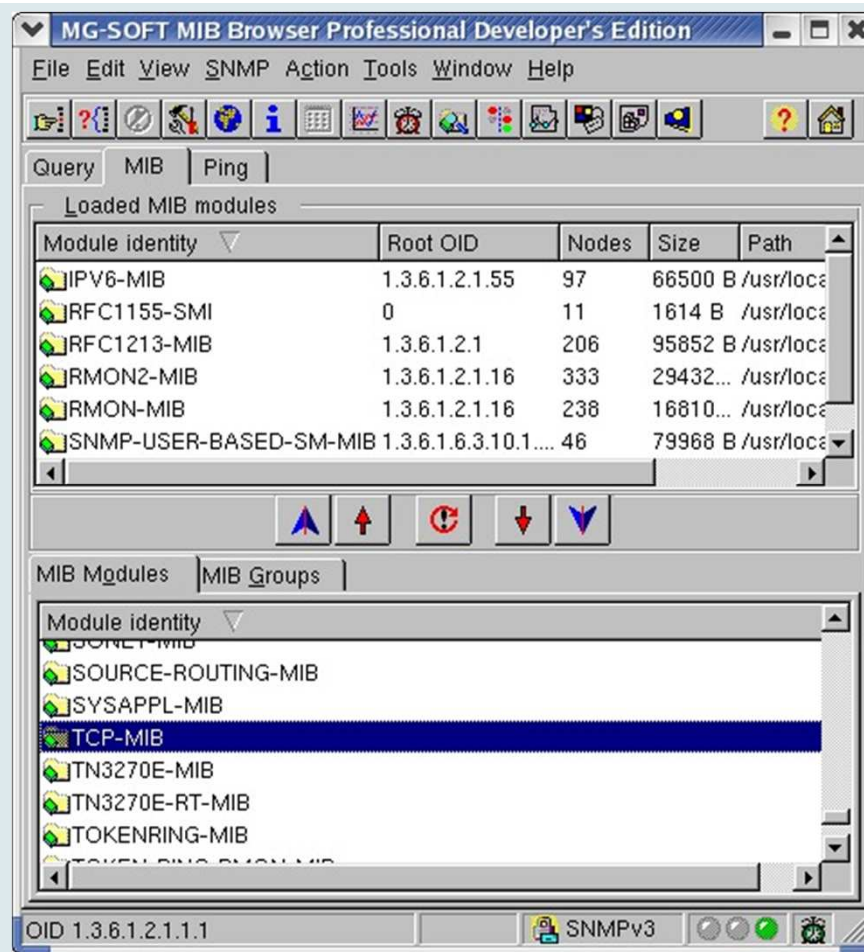 MG-SOFT MIB Browser Professional Developer's Edition
File Edit View SNMP Action Tools Window Help
Query MIB Ping
Loaded MIB modules
Module identity Root OID Nodes Size Path
IPV6-MIB 1.3.6.1.2.1.55 97 66500 B /usr/loca
RFC1155-SMI 0 11 1614 B /usr/loca
RFC1213-MIB 1.3.6.1.2.1 206 95852 B /usr/loca
RMON2-MIB 1.3.6.1.2.1.16 333 29432... /usr/loca
RMON-MIB 1.3.6.1.2.1.16 238 16810... /usr/loca
SNMP-USER-BASED-SM-MIB 1.3.6.1.6.3.10.1.... 46 79968 B /usr/loca
MIB Modules MIB Groups
Module identity
SONET-MIB
SOURCE-ROUTING-MIB
SYSAPPL-MIB
TCP-MIB
TN3270E-MIB
TN3270E-RT-MIB
TOKENRING-MIB
TOKEN-RING-RMON-MIB
OID 1.3.6.1.2.1.1.1 SNMPv3